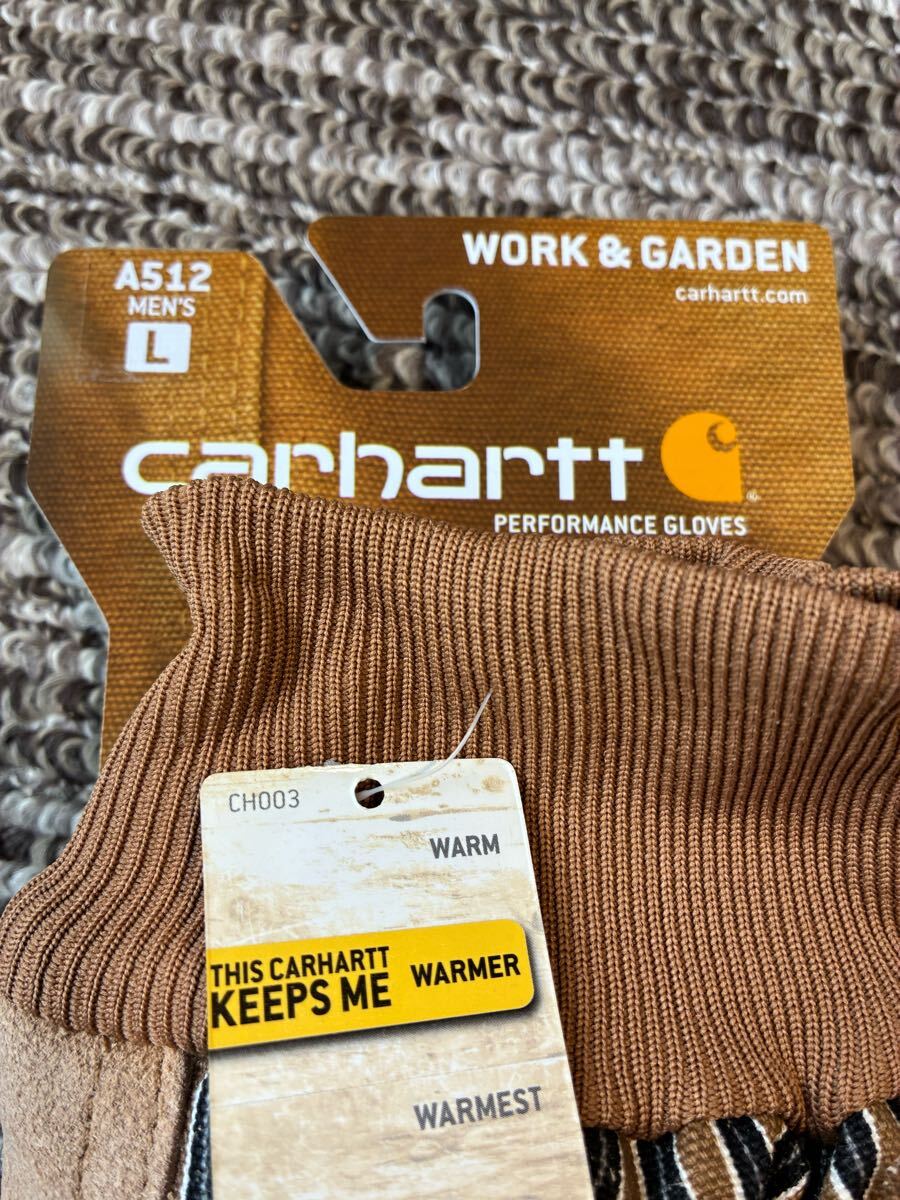 A512
MEN'S
L
WORK & GARDEN
carhartt.com
carhartt
PERFORMANCE GLOVES
CH003
WARM
THIS CARHARTT
KEEPS ME
WARMER
WARMEST